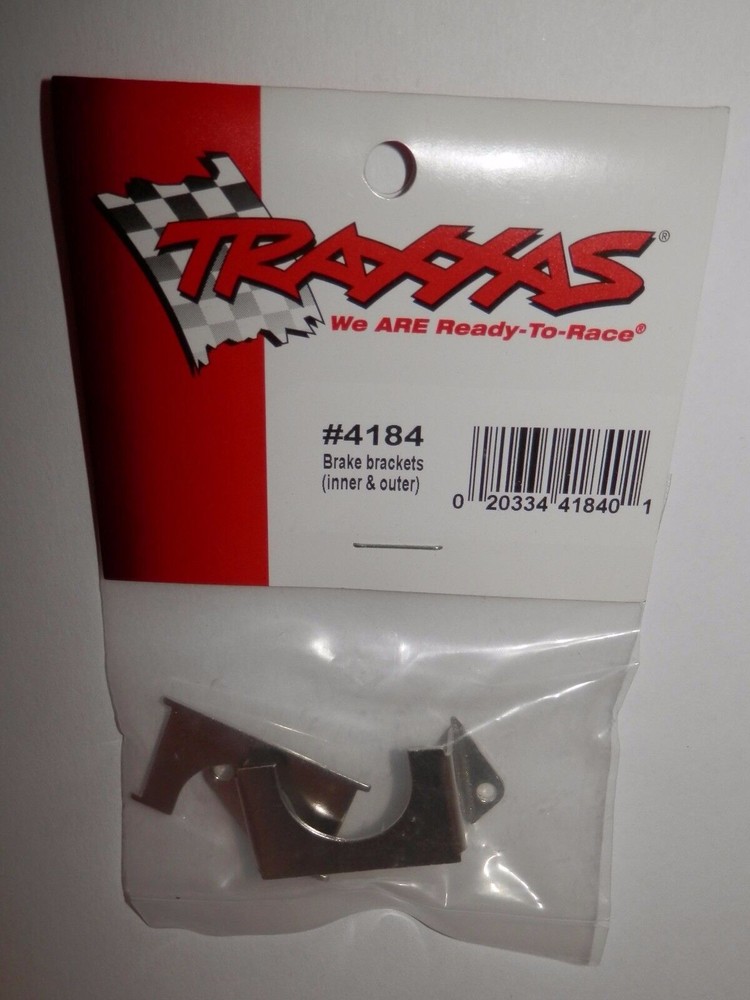 TRAXXAS®
We ARE Ready-To-Race®
#4184
Brake brackets
(inner & outer)
0 20334 41840 1